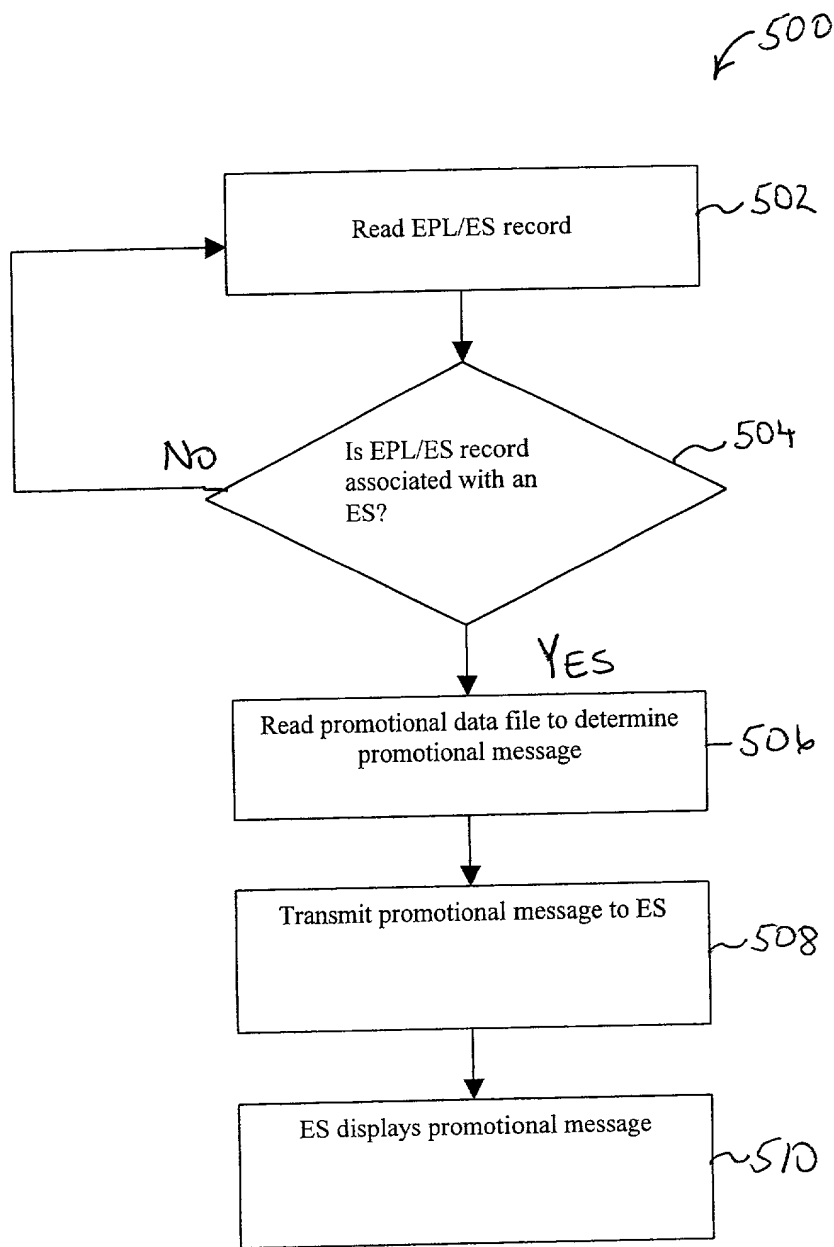 500
Read EPL/ES record
502
Is EPL/ES record
associated with an
ES?
504
NO
YES
Read promotional data file to determine
promotional message
506
Transmit promotional message to ES
508
ES displays promotional message
510